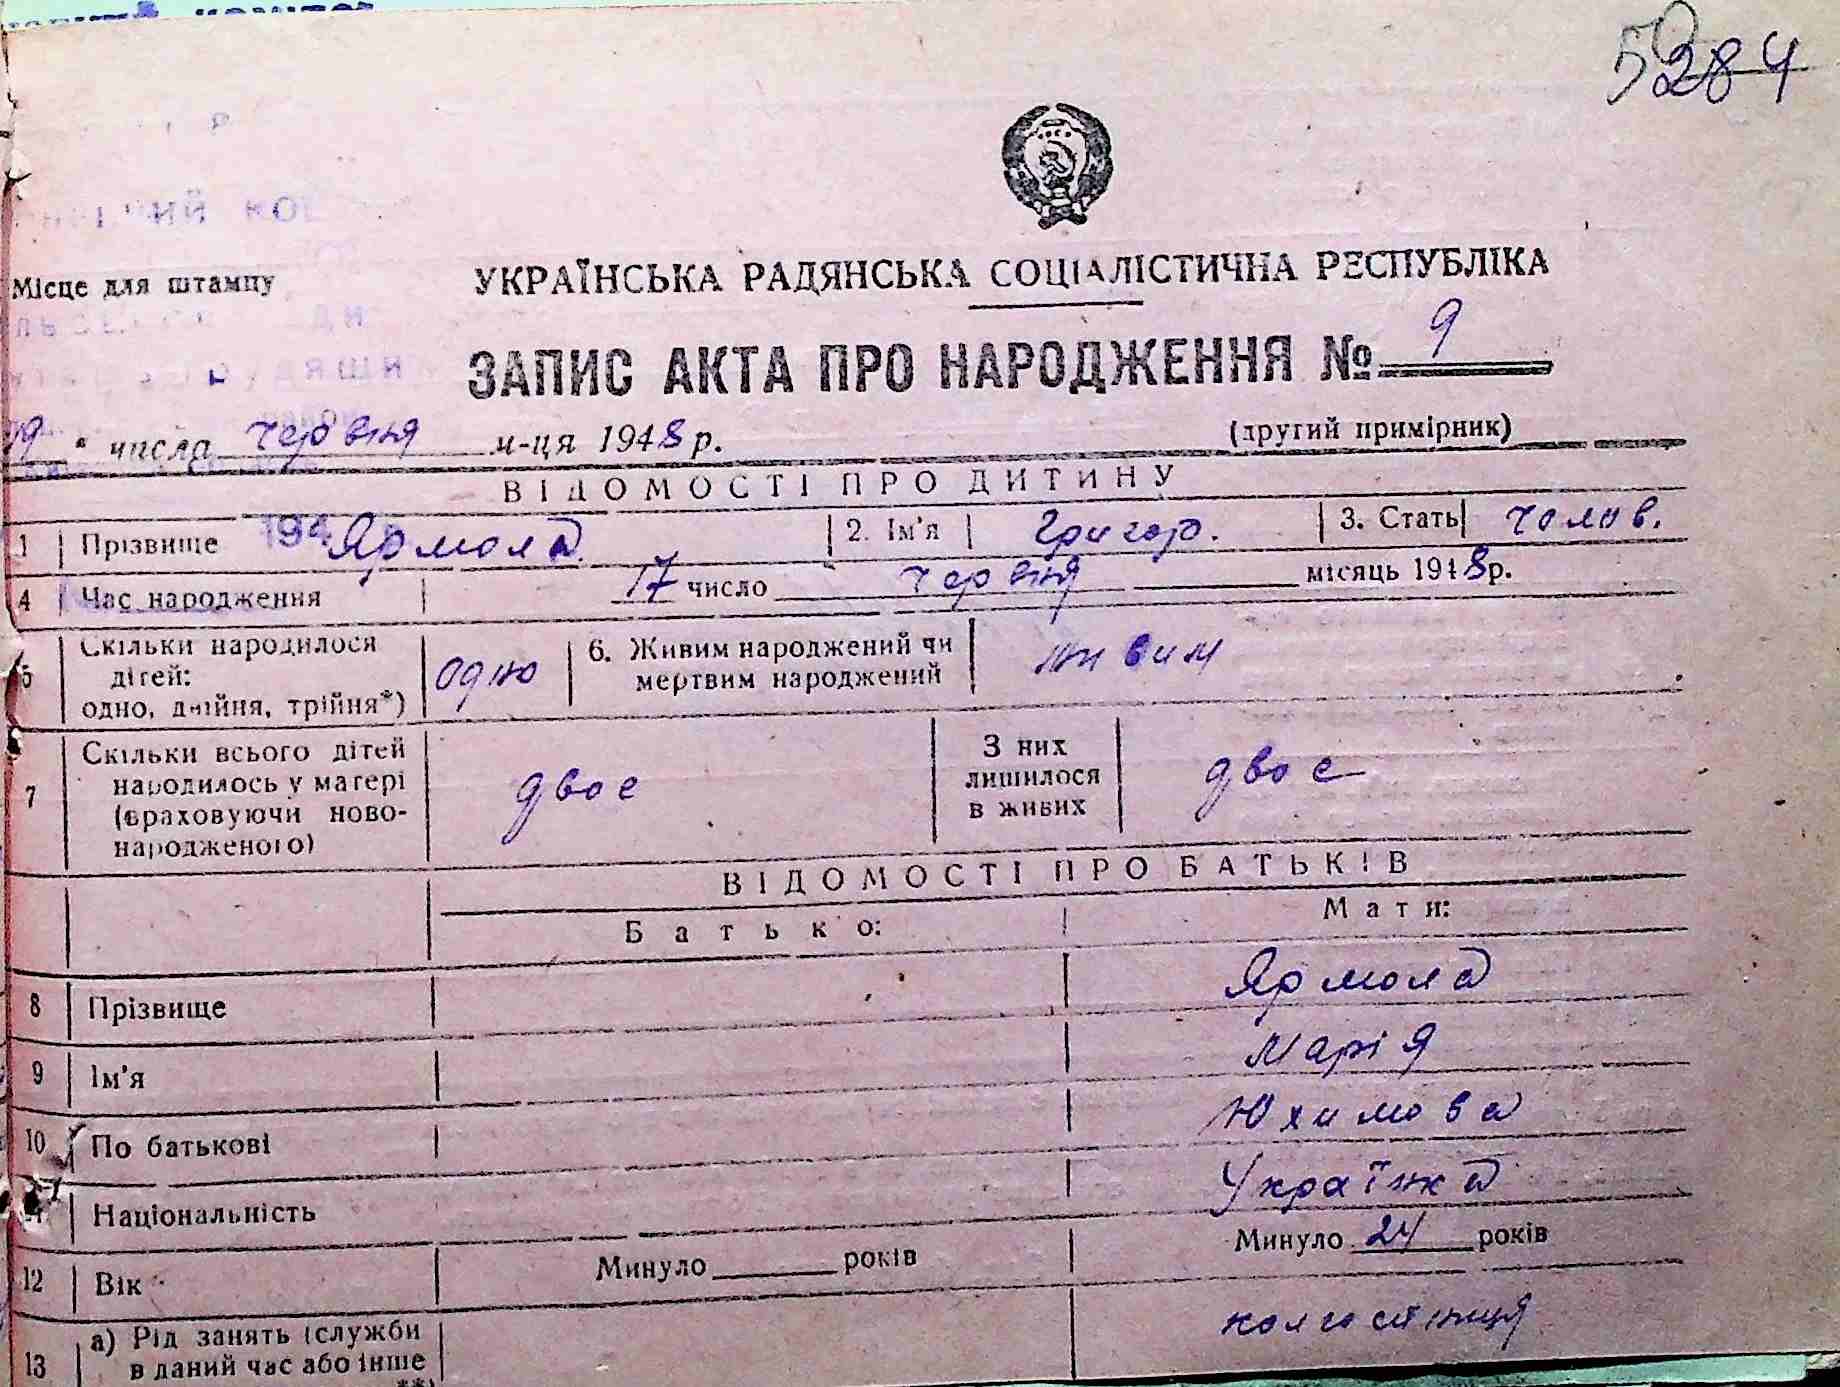 284
Місце для штампу
УКРАЇНСЬКА РАДЯНСЬКА СОЦІАЛІСТИЧНА РЕСПУБЛІКА
ЗАПИС АКТА ПРО НАРОДЖЕННЯ № 9
19 " числа червня м-ця 1948 р. (другий примірник)
ВІДОМОСТІ ПРО ДИТИНУ
1 Прізвище Ярмола 2. Ім'я Григор. 3. Стать чолов.
4 Час народження 17 число червня місяць 1948 р.
5 Скільки народилося дітей: одно, двійня, трійня*) одно 6. Живим народжений чи мертвим народжений живим
7 Скільки всього дітей народилось у матері (враховуючи новонародженого) двоє З них лишилося в живих двоє
ВІДОМОСТІ ПРО БАТЬКІВ
Батько: Мати:
8 Прізвище Ярмола
9 Ім'я Марія
10 По батькові Юхимова
Національність Українка
12 Вік Минуло років Минуло 24 років
13 а) Рід занять (служби в даний час або інше колгоспниця